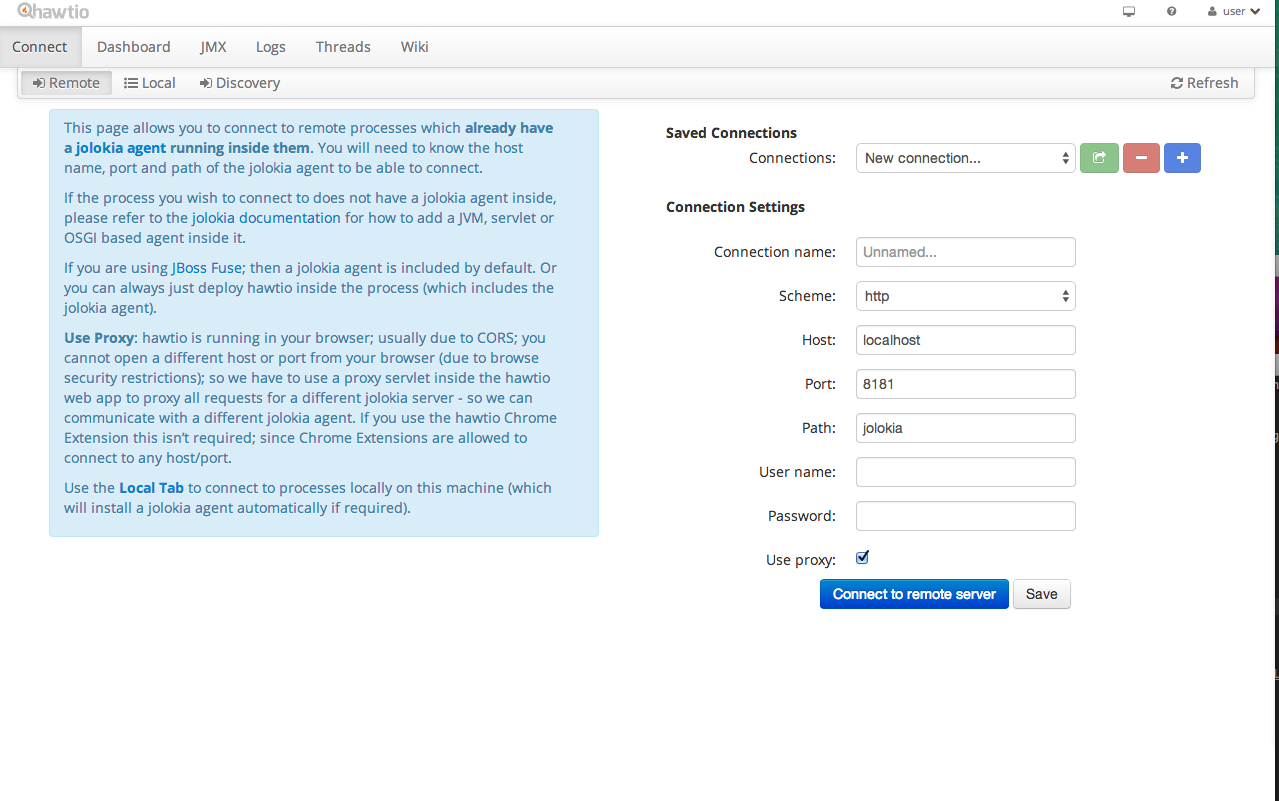 hawtio
user
Connect Dashboard JMX Logs Threads Wiki
Remote Local Discovery Refresh
This page allows you to connect to remote processes which already have
a jolokia agent running inside them. You will need to know the host
name, port and path of the jolokia agent to be able to connect.
If the process you wish to connect to does not have a jolokia agent inside,
please refer to the jolokia documentation for how to add a JVM, servlet or
OSGI based agent inside it.
If you are using JBoss Fuse; then a jolokia agent is included by default. Or
you can always just deploy hawtio inside the process (which includes the
jolokia agent).
Use Proxy: hawtio is running in your browser; usually due to CORS; you
cannot open a different host or port from your browser (due to browse
security restrictions); so we have to use a proxy servlet inside the hawtio
web app to proxy all requests for a different jolokia server - so we can
communicate with a different jolokia agent. If you use the hawtio Chrome
Extension this isn't required; since Chrome Extensions are allowed to
connect to any host/port.
Use the Local Tab to connect to processes locally on this machine (which
will install a jolokia agent automatically if required).
Saved Connections
Connections: New connection...
Connection Settings
Connection name: Unnamed...
Scheme: http
Host: localhost
Port: 8181
Path: jolokia
User name:
Password:
Use proxy:
Connect to remote server Save